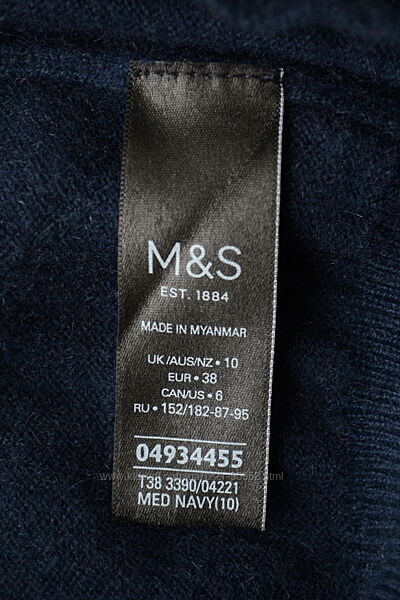 M&S
EST. 1884
MADE IN MYANMAR
UK/AUS/NZ • 10
EUR • 38
CAN/US • 6
RU • 152/182-87-95
04934455
T38 3390/04221
MED NAVY(10)